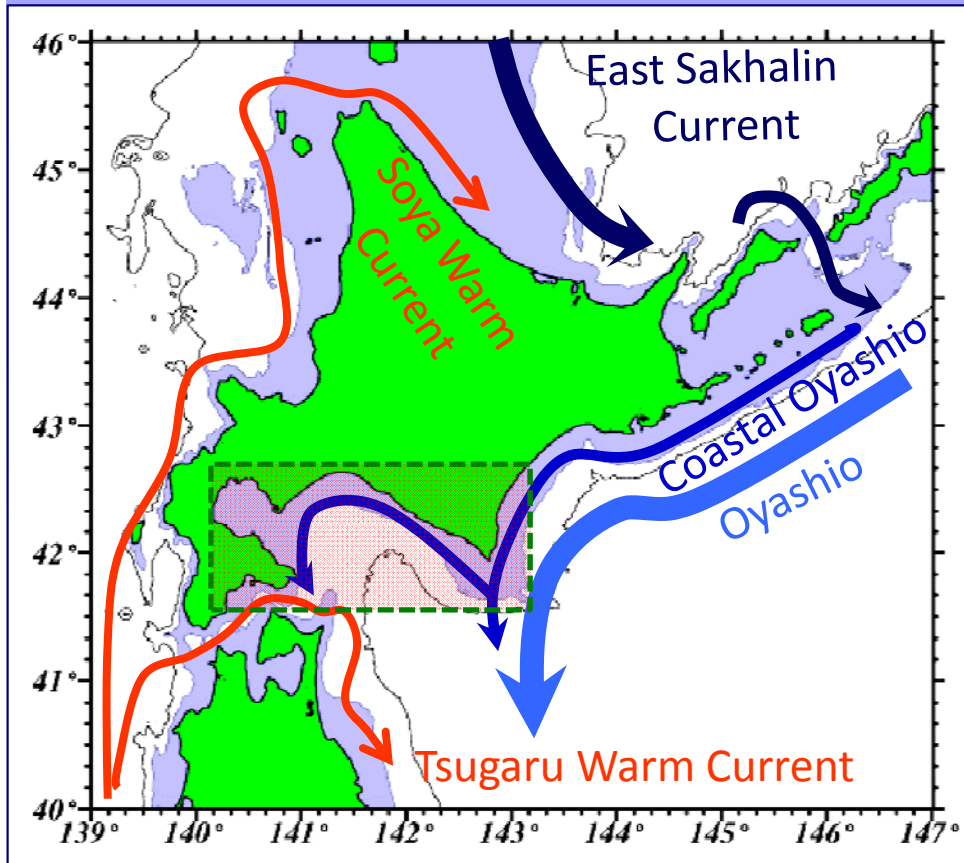 46°
45°
44°
43°
42°
41°
40°
139°
140°
141°
142°
143°
144°
145°
146°
147°
East Sakhalin
Current
Soya Warm
Current
Coastal Oyashio
Oyashio
Tsugaru Warm Current